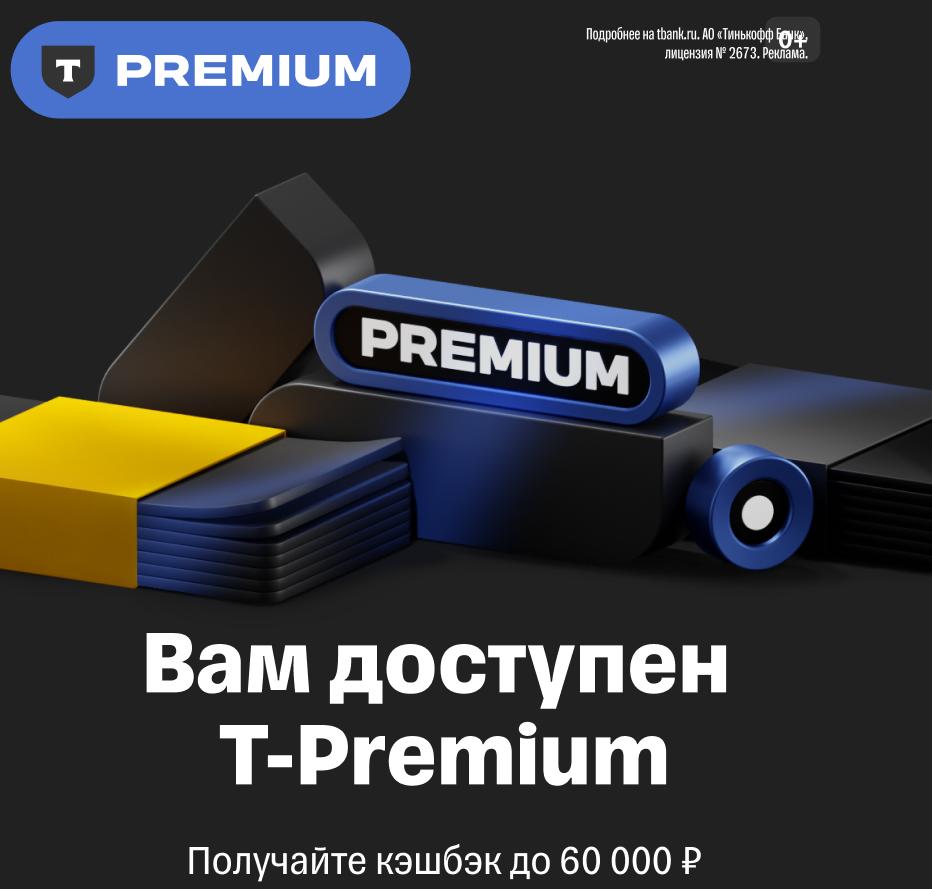 T PREMIUM
Подробнее на tbank.ru. АО «Тинькофф Банк»,
лицензия № 2673. Реклама.
0+
PREMIUM
Вам доступен
T-Premium
Получайте кэшбэк до 60 000 ₽